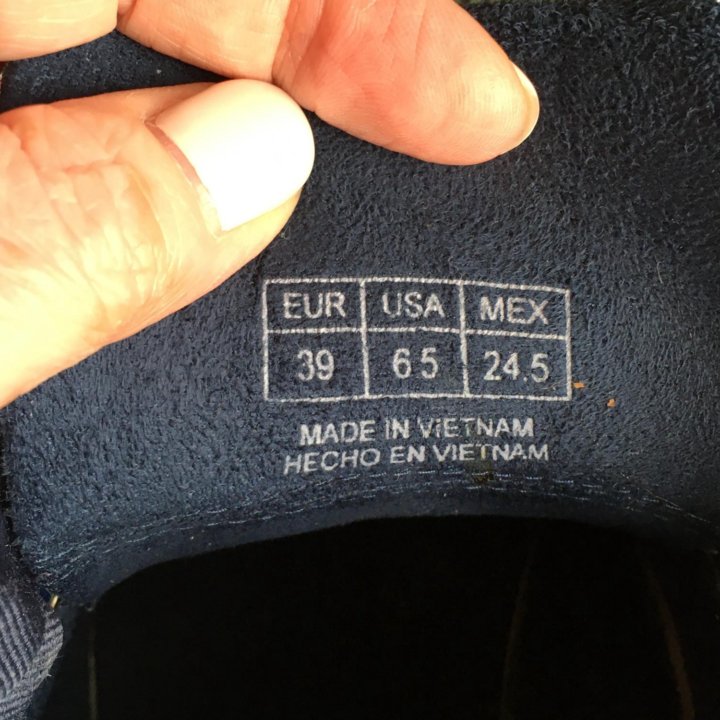 EUR USA MEX
39 6 5 24.5
MADE IN VIETNAM
HECHO EN VIETNAM